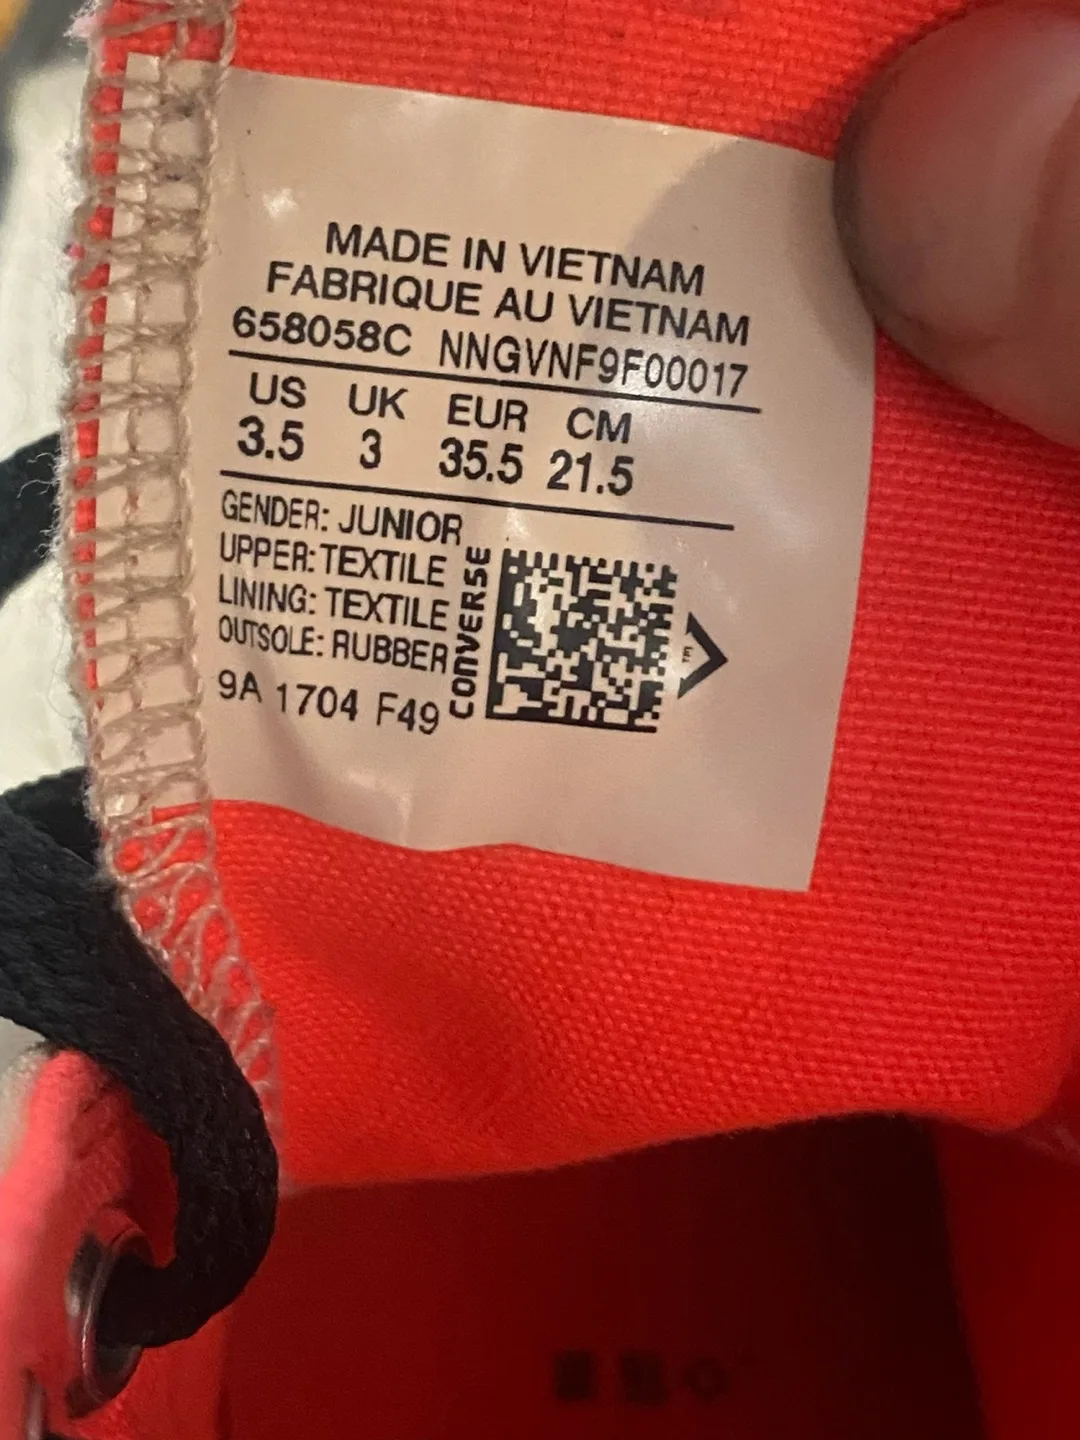 MADE IN VIETNAM
FABRIQUE AU VIETNAM
658058C NNGVNF9F00017
US UK EUR CM
3.5 3 35.5 21.5
GENDER: JUNIOR
UPPER: TEXTILE
LINING: TEXTILE
OUTSOLE: RUBBER
9A 1704 F49
CONVERSE
E